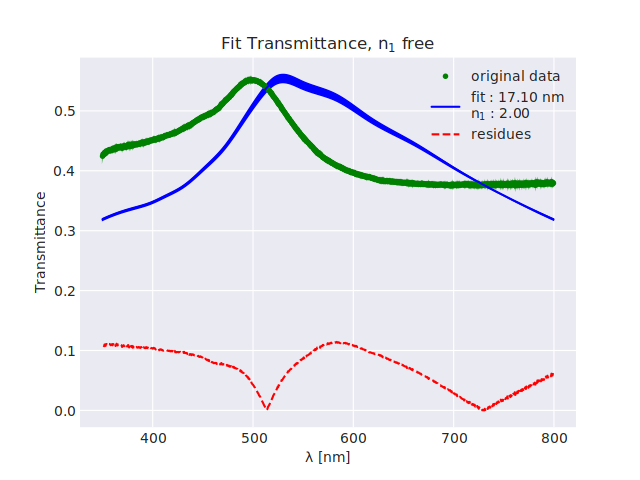 Fit Transmittance, n₁ free
original data
fit : 17.10 nm
n₁ : 2.00
residues
Transmittance
0.5
0.4
0.3
0.2
0.1
0.0
400
500
600
700
800
λ [nm]